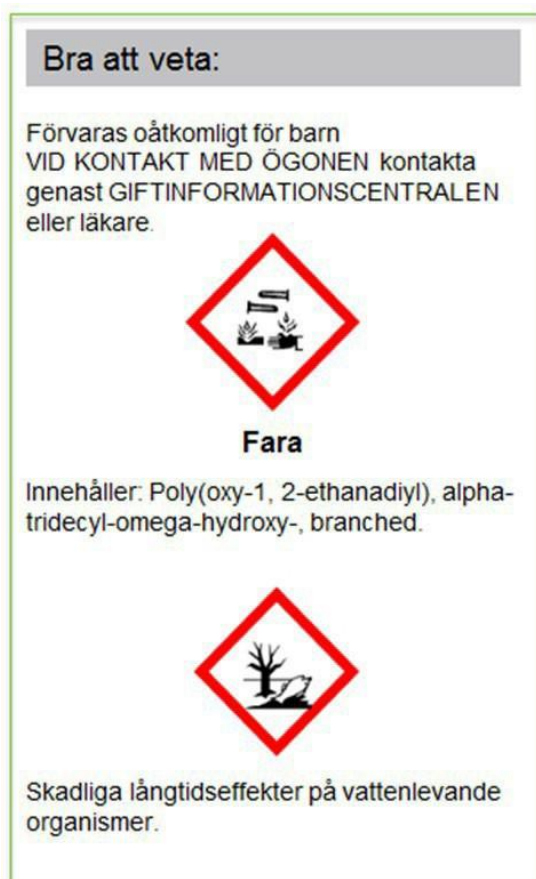 Bra att veta:
Förvaras oåtkomligt för barn
VID KONTAKT MED ÖGONEN kontakta
genast GIFTINFORMATIONSCENTRALEN
eller läkare.
Fara
Innehåller: Poly(oxy-1, 2-ethanadiyl), alpha-
tridecyl-omega-hydroxy-, branched.
Skadliga långtidseffekter på vattenlevande
organismer.